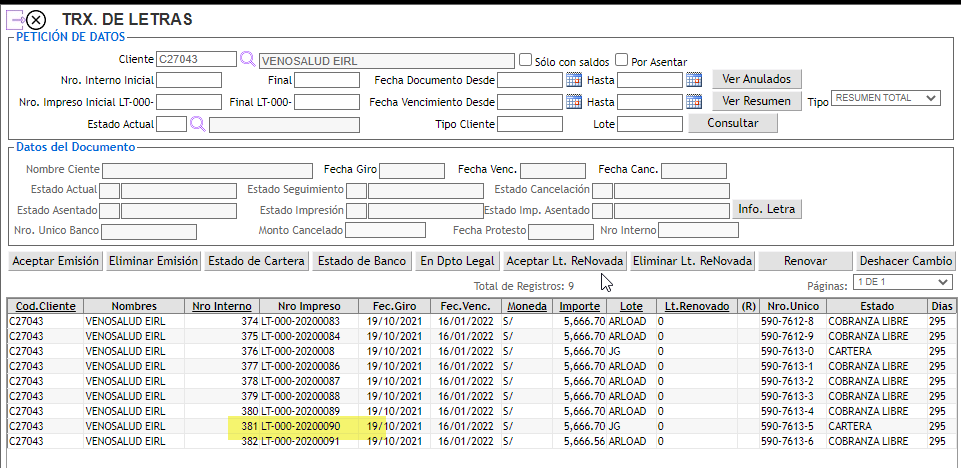 TRX. DE LETRAS
PETICIÓN DE DATOS
Cliente C27043 VENOSALUD EIRL Sólo con saldos Por Asentar
Nro. Interno Inicial Final Fecha Documento Desde Hasta Ver Anulados
Nro. Impreso Inicial LT-000- Final LT-000- Fecha Vencimiento Desde Hasta Ver Resumen Tipo RESUMEN TOTAL
Estado Actual Tipo Cliente Lote Consultar
Datos del Documento
Nombre Ciente Fecha Giro Fecha Venc. Fecha Canc.
Estado Actual Estado Seguimiento Estado Cancelación
Estado Asentado Estado Impresión Estado Imp. Asentado Info. Letra
Nro. Unico Banco Monto Cancelado Fecha Protesto Nro Interno
Aceptar Emisión Eliminar Emisión Estado de Cartera Estado de Banco En Dpto Legal Aceptar Lt. ReNovada Eliminar Lt. ReNovada Renovar Deshacer Cambio
Total de Registros: 9 Páginas: 1 DE 1
Cod.Cliente Nombres Nro Interno Nro Impreso Fec.Giro Fec.Venc. Moneda Importe Lote Lt.Renovado (R) Nro.Unico Estado Dias
C27043 VENOSALUD EIRL 374 LT-000-20200083 19/10/2021 16/01/2022 S/ 5,666.70 ARLOAD 0 590-7612-8 COBRANZA LIBRE 295
C27043 VENOSALUD EIRL 375 LT-000-20200084 19/10/2021 16/01/2022 S/ 5,666.70 ARLOAD 0 590-7612-9 COBRANZA LIBRE 295
C27043 VENOSALUD EIRL 376 LT-000-2020008 19/10/2021 16/01/2022 S/ 5,666.70 JG 0 590-7613-0 CARTERA 295
C27043 VENOSALUD EIRL 377 LT-000-20200086 19/10/2021 16/01/2022 S/ 5,666.70 ARLOAD 0 590-7613-1 COBRANZA LIBRE 295
C27043 VENOSALUD EIRL 378 LT-000-20200087 19/10/2021 16/01/2022 S/ 5,666.70 ARLOAD 0 590-7613-2 COBRANZA LIBRE 295
C27043 VENOSALUD EIRL 379 LT-000-20200088 19/10/2021 16/01/2022 S/ 5,666.70 ARLOAD 0 590-7613-3 COBRANZA LIBRE 295
C27043 VENOSALUD EIRL 380 LT-000-20200089 19/10/2021 16/01/2022 S/ 5,666.70 ARLOAD 0 590-7613-4 COBRANZA LIBRE 295
C27043 VENOSALUD EIRL 381 LT-000-20200090 19/10/2021 16/01/2022 S/ 5,666.70 JG 0 590-7613-5 CARTERA 295
C27043 VENOSALUD EIRL 382 LT-000-20200091 19/10/2021 16/01/2022 S/ 5,666.56 ARLOAD 0 590-7613-6 COBRANZA LIBRE 295